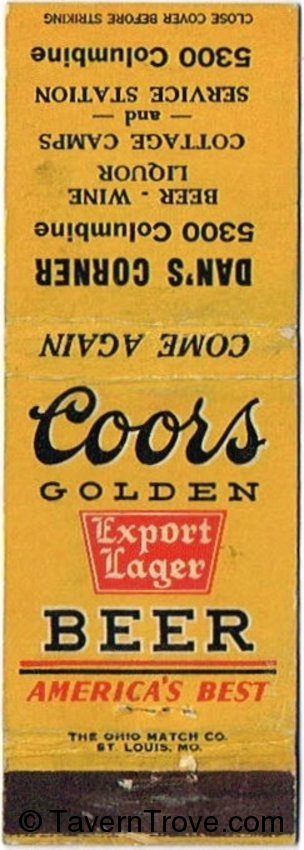 CLOSE COVER BEFORE STRIKING
5300 Columbine
SERVICE STATION
— and —
COTTAGE CAMPS
LIQUOR
BEER - WINE
5300 Columbine
DAN'S CORNER
COME AGAIN
Coors
GOLDEN
Export
Lager
BEER
AMERICA'S BEST
THE OHIO MATCH CO.
ST. LOUIS, MO.
© TavernTrove.com